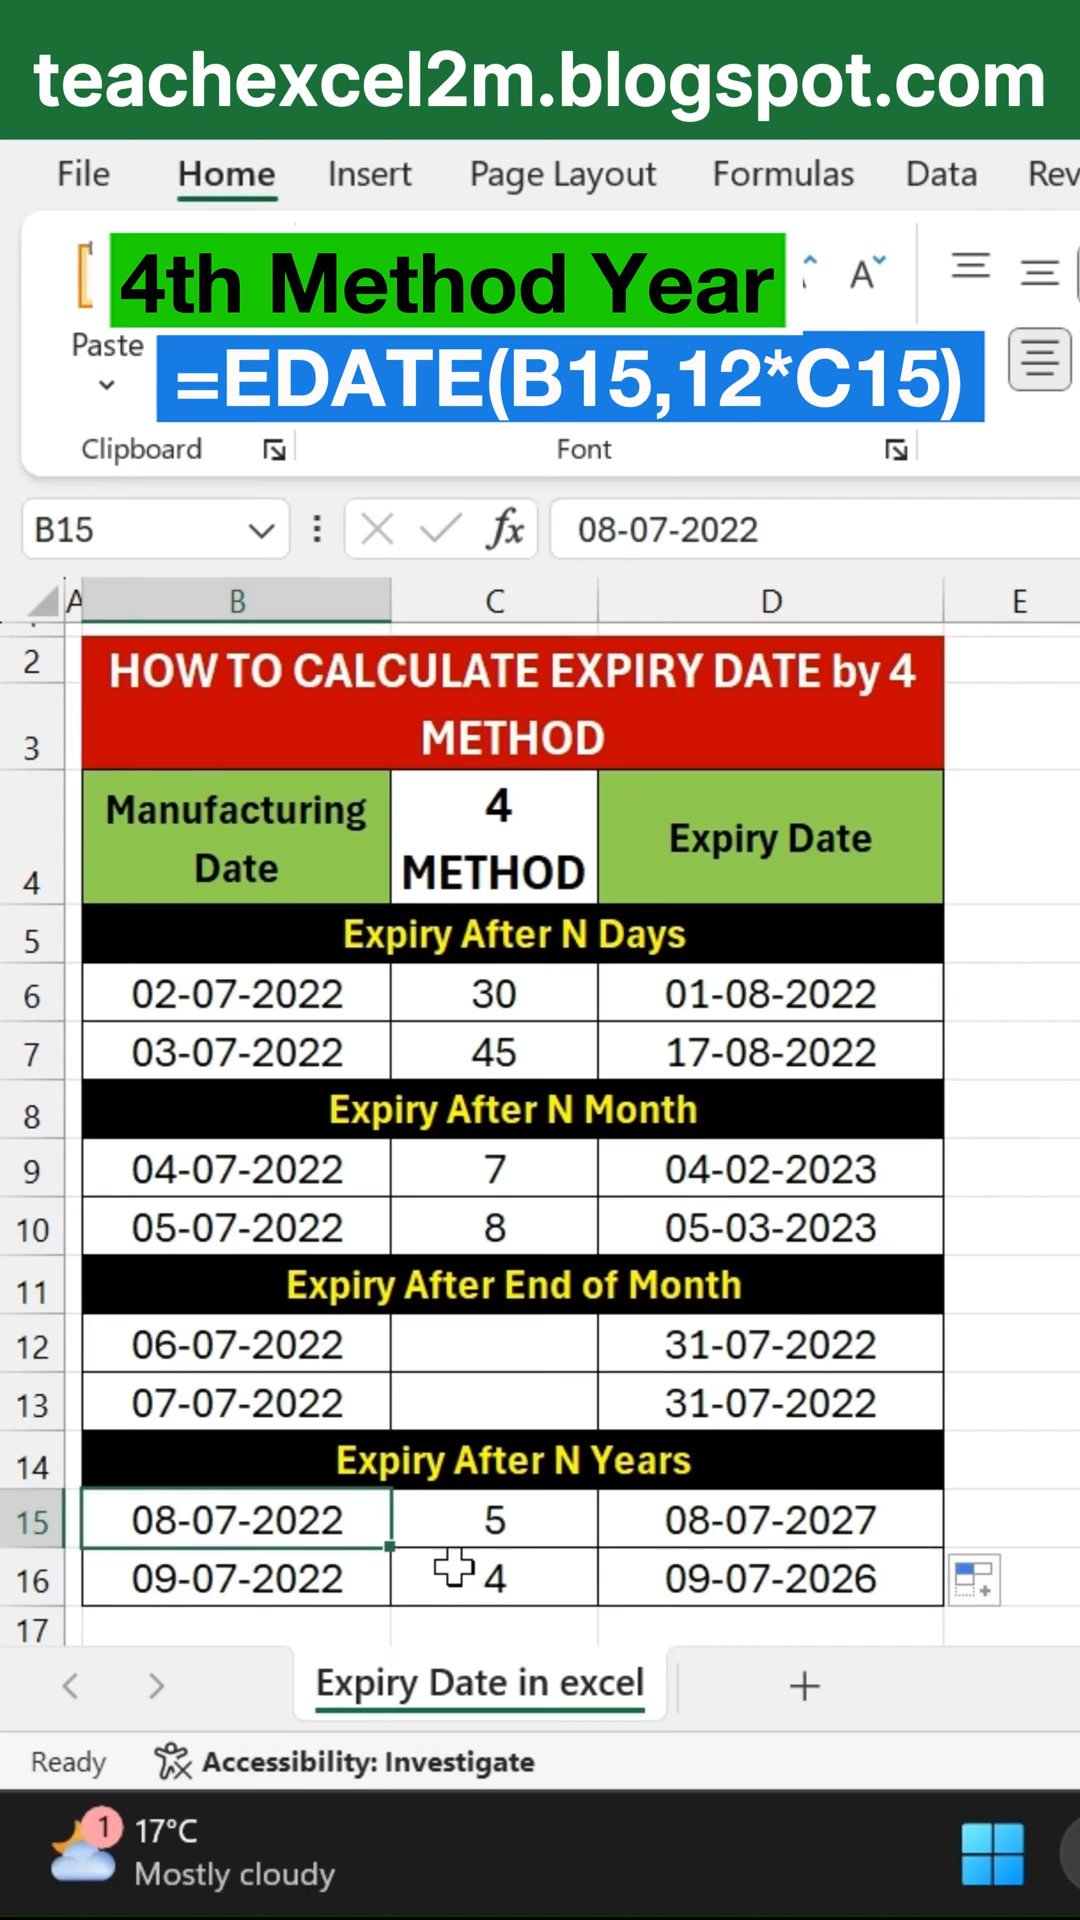 teachexcel2m.blogspot.com
File Home Insert Page Layout Formulas Data Rev
4th Method Year
A
Paste
=EDATE(B15,12*C15)
Clipboard Font
B15 fx 08-07-2022
A B C D E
2 HOW TO CALCULATE EXPIRY DATE by 4
3 METHOD
Manufacturing 4
Expiry Date
4 Date METHOD
5 Expiry After N Days
6 02-07-2022 30 01-08-2022
7 03-07-2022 45 17-08-2022
8 Expiry After N Month
9 04-07-2022 7 04-02-2023
10 05-07-2022 8 05-03-2023
11 Expiry After End of Month
12 06-07-2022 31-07-2022
13 07-07-2022 31-07-2022
14 Expiry After N Years
15 08-07-2022 5 08-07-2027
16 09-07-2022 4 09-07-2026
17
Expiry Date in excel +
Ready Accessibility: Investigate
1 17°C
Mostly cloudy